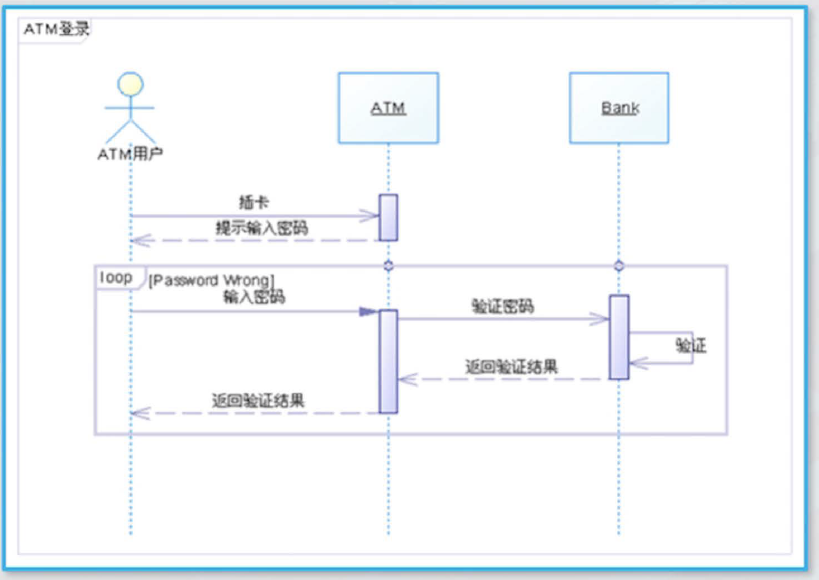 ATM登录
ATM
Bank
ATM用户
插卡
提示输入密码
loop
[Password Wrong]
输入密码
验证密码
验证
返回验证结果
返回验证结果